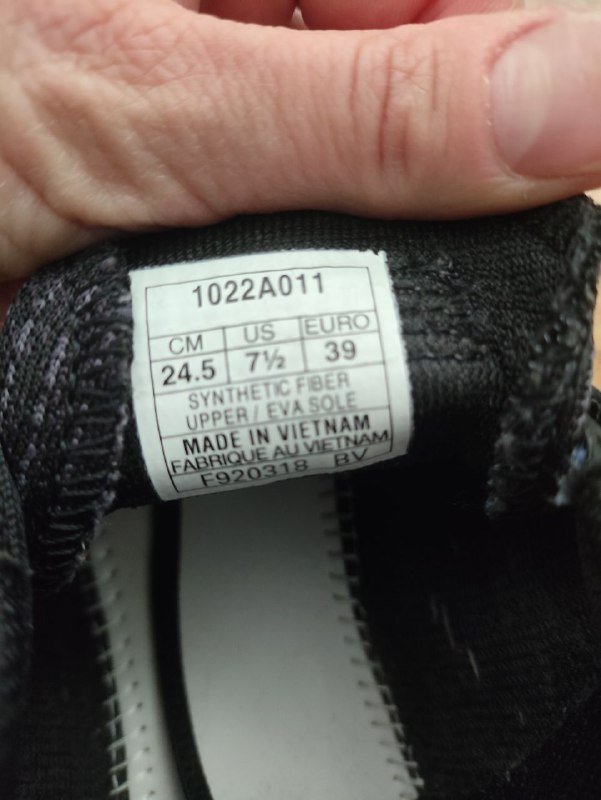 1022A011
CM US EURO
24.5 7½ 39
SYNTHETIC FIBER
UPPER / EVA SOLE
MADE IN VIETNAM
FABRIQUE AU VIETNAM
F920318 BV